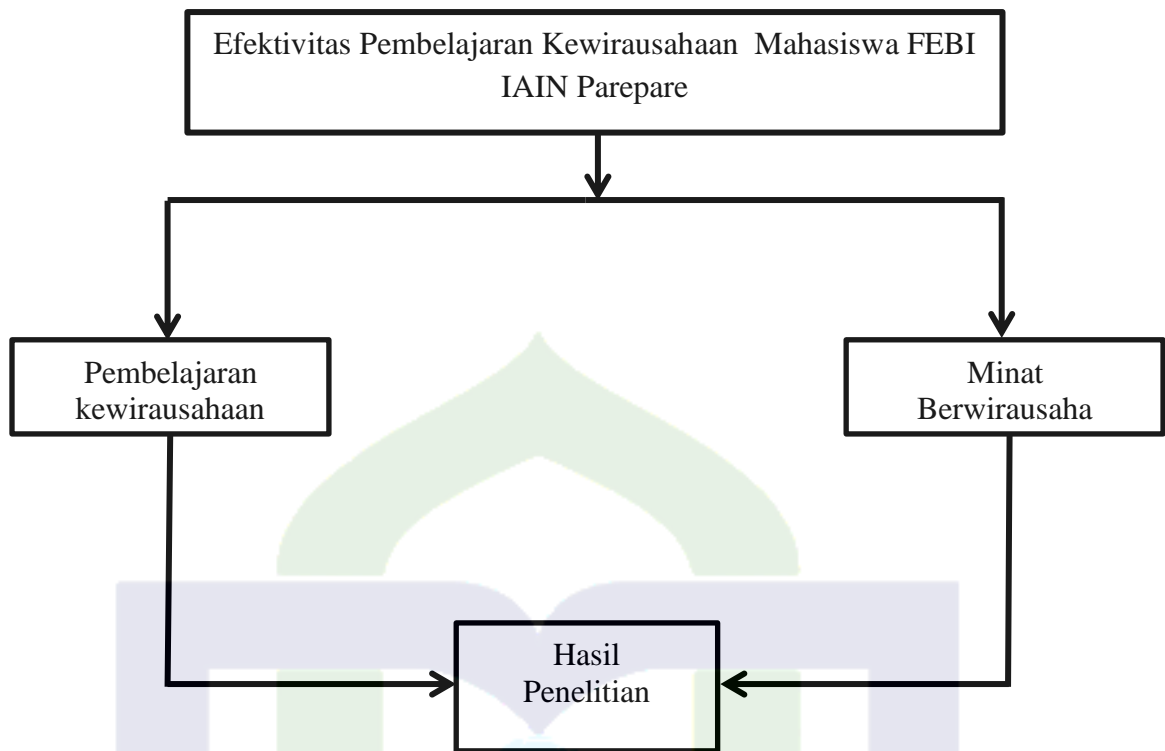 Efektivitas Pembelajaran Kewirausahaan Mahasiswa FEBI
IAIN Parepare
Pembelajaran
kewirausahaan
Minat
Berwirausaha
Hasil
Penelitian